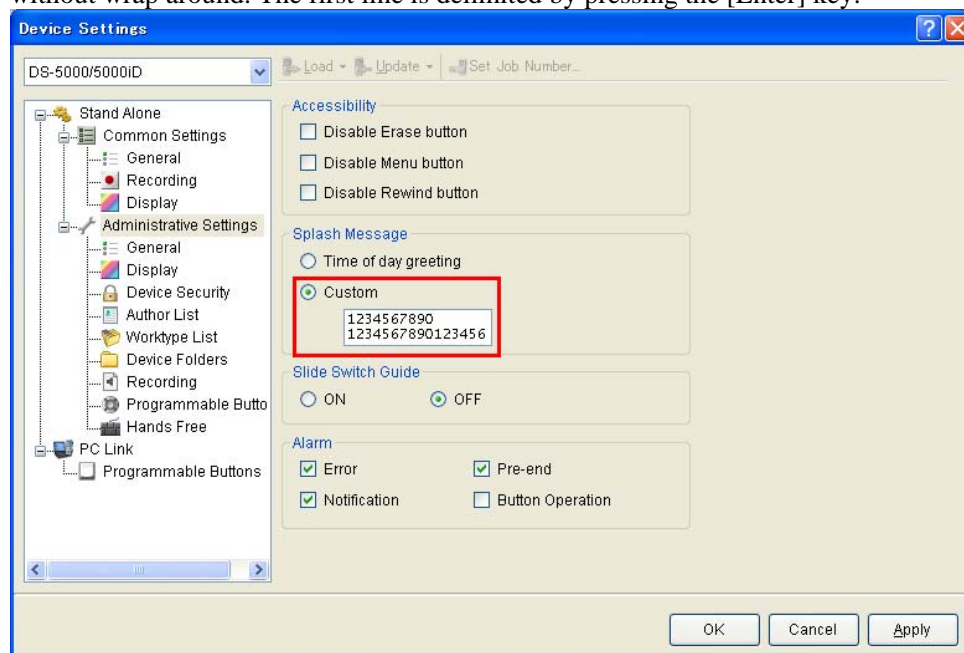 without wrap around. The first line is delimited by pressing the [Enter] key.
Device Settings
DS-5000/5000iD
Load
Update
Set Job Number...
Stand Alone
Common Settings
General
Recording
Display
Administrative Settings
General
Display
Device Security
Author List
Worktype List
Device Folders
Recording
Programmable Butto
Hands Free
PC Link
Programmable Buttons
Accessibility
Disable Erase button
Disable Menu button
Disable Rewind button
Splash Message
Time of day greeting
Custom
1234567890
1234567890123456
Slide Switch Guide
ON OFF
Alarm
Error Pre-end
Notification Button Operation
OK Cancel Apply